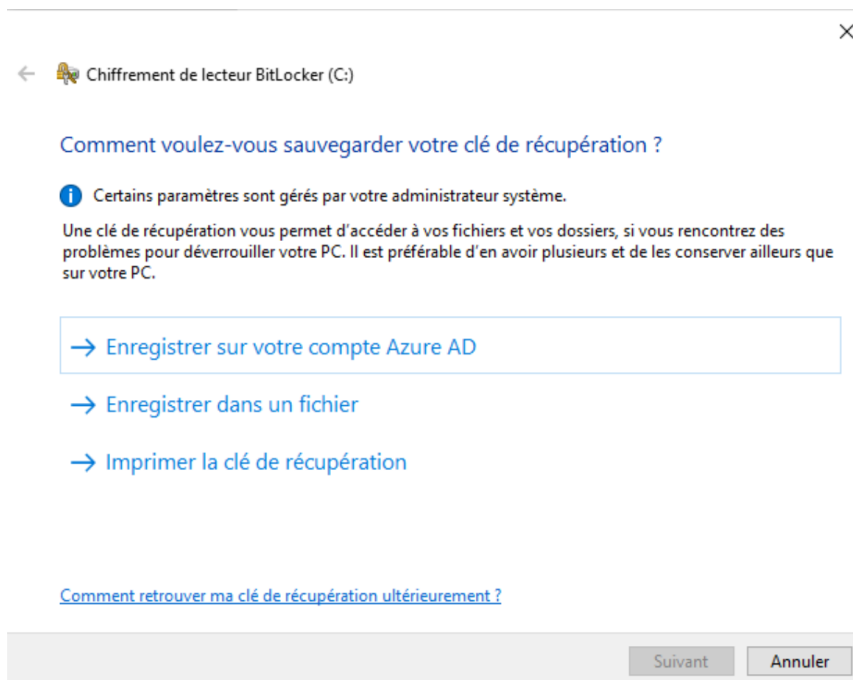 Chiffrement de lecteur BitLocker (C:)
Comment voulez-vous sauvegarder votre clé de récupération ?
Certains paramètres sont gérés par votre administrateur système.
Une clé de récupération vous permet d'accéder à vos fichiers et vos dossiers, si vous rencontrez des
problèmes pour déverrouiller votre PC. Il est préférable d'en avoir plusieurs et de les conserver ailleurs que
sur votre PC.
Enregistrer sur votre compte Azure AD
Enregistrer dans un fichier
Imprimer la clé de récupération
Comment retrouver ma clé de récupération ultérieurement ?
Suivant
Annuler